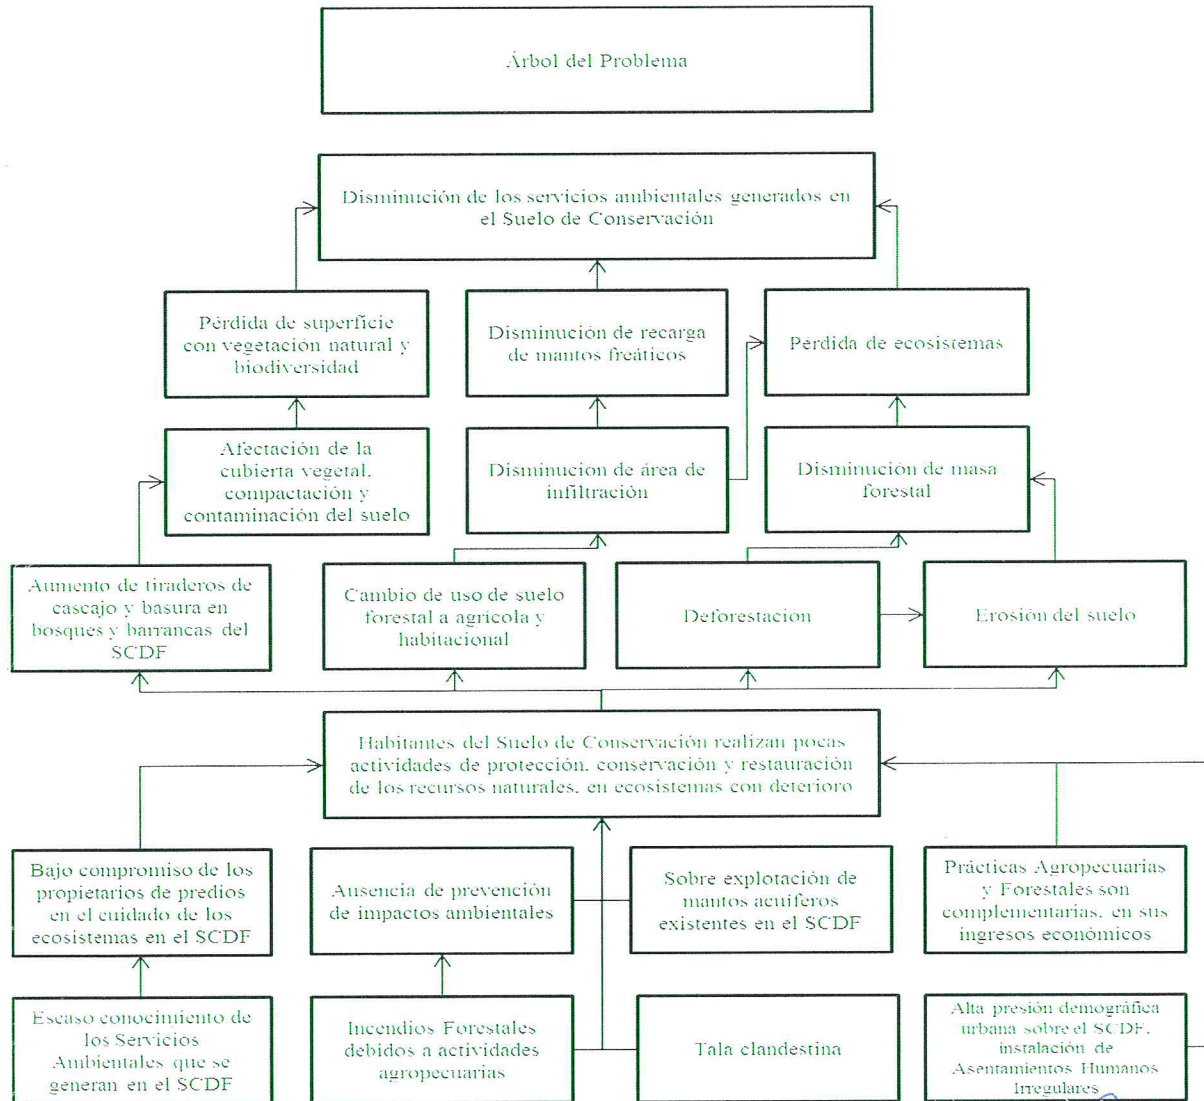 Árbol del Problema
Disminución de los servicios ambientales generados en
el Suelo de Conservación
Pérdida de superficie
con vegetación natural y
biodiversidad
Disminución de recarga
de mantos freáticos
Pérdida de ecosistemas
Afectación de la
cubierta vegetal,
compactación y
contaminación del suelo
Disminución de área de
infiltración
Disminución de masa
forestal
Aumento de tiraderos de
cascajo y basura en
bosques y barrancas del
SCDF
Cambio de uso de suelo
forestal a agrícola y
habitacional
Deforestación
Erosión del suelo
Habitantes del Suelo de Conservación realizan pocas
actividades de protección, conservación y restauración
de los recursos naturales, en ecosistemas con deterioro
Bajo compromiso de los
propietarios de predios
en el cuidado de los
ecosistemas en el SCDF
Ausencia de prevención
de impactos ambientales
Sobre explotación de
mantos acuíferos
existentes en el SCDF
Prácticas Agropecuarias
y Forestales son
complementarias, en sus
ingresos económicos
Escaso conocimiento de
los Servicios
Ambientales que se
generan en el SCDF
Incendios Forestales
debidos a actividades
agropecuarias
Tala clandestina
Alta presión demográfica
urbana sobre el SCDF,
instalación de
Asentamientos Humanos
Irregulares